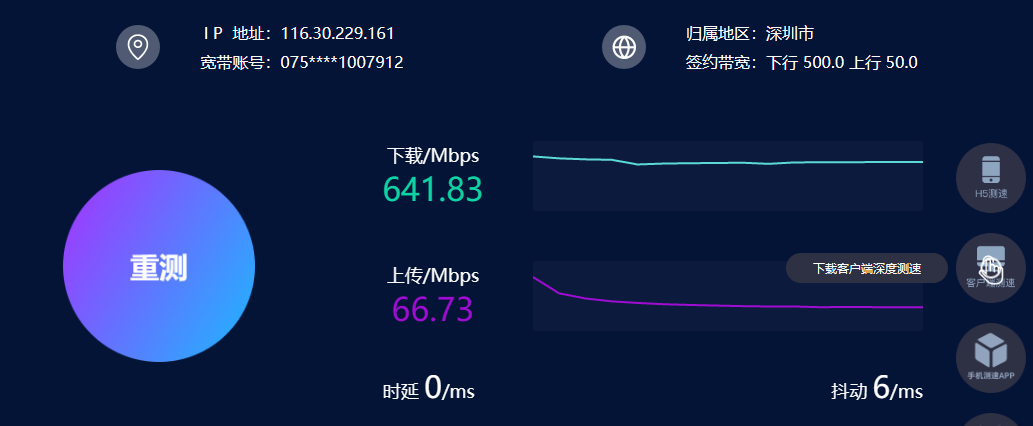 IP 地址：116.30.229.161
归属地区：深圳市
宽带账号：075****1007912
签约带宽：下行 500.0 上行 50.0
下载/Mbps
641.83
H5测速
重测
上传/Mbps
66.73
下载客户端深度测速
客户端测速
时延 0/ms
抖动 6/ms
手机测速APP